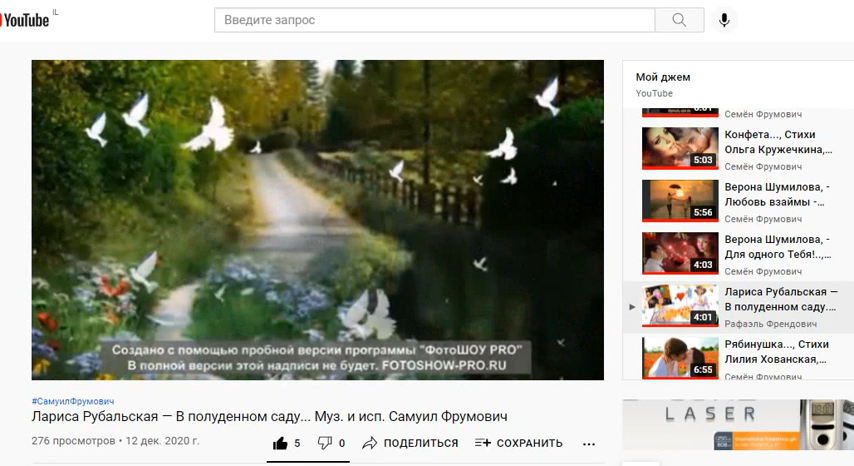 YouTube IL
Введите запрос
Мой джем
YouTube
Семён Фрумович
Конфета..., Стихи
Ольга Кружечкина,...
5:03
Семён Фрумович
Верона Шумилова, -
Любовь взаймы -...
5:56
Семён Фрумович
Верона Шумилова, -
Для одного Тебя!..,...
4:03
Семён Фрумович
Лариса Рубальская —
В полуденном саду....
4:01
Рафаэль Френдович
Рябинушка..., Стихи
Лилия Хованская,...
6:55
Семён Фрумович
Создано с помощью пробной версии программы "ФотоШОУ PRO"
В полной версии этой надписи не будет. FOTOSHOW-PRO.RU
#СамуилФрумович
Лариса Рубальская — В полуденном саду... Муз. и исп. Самуил Фрумович
276 просмотров • 12 дек. 2020 г.
5
0
ПОДЕЛИТЬСЯ
СОХРАНИТЬ
LASER